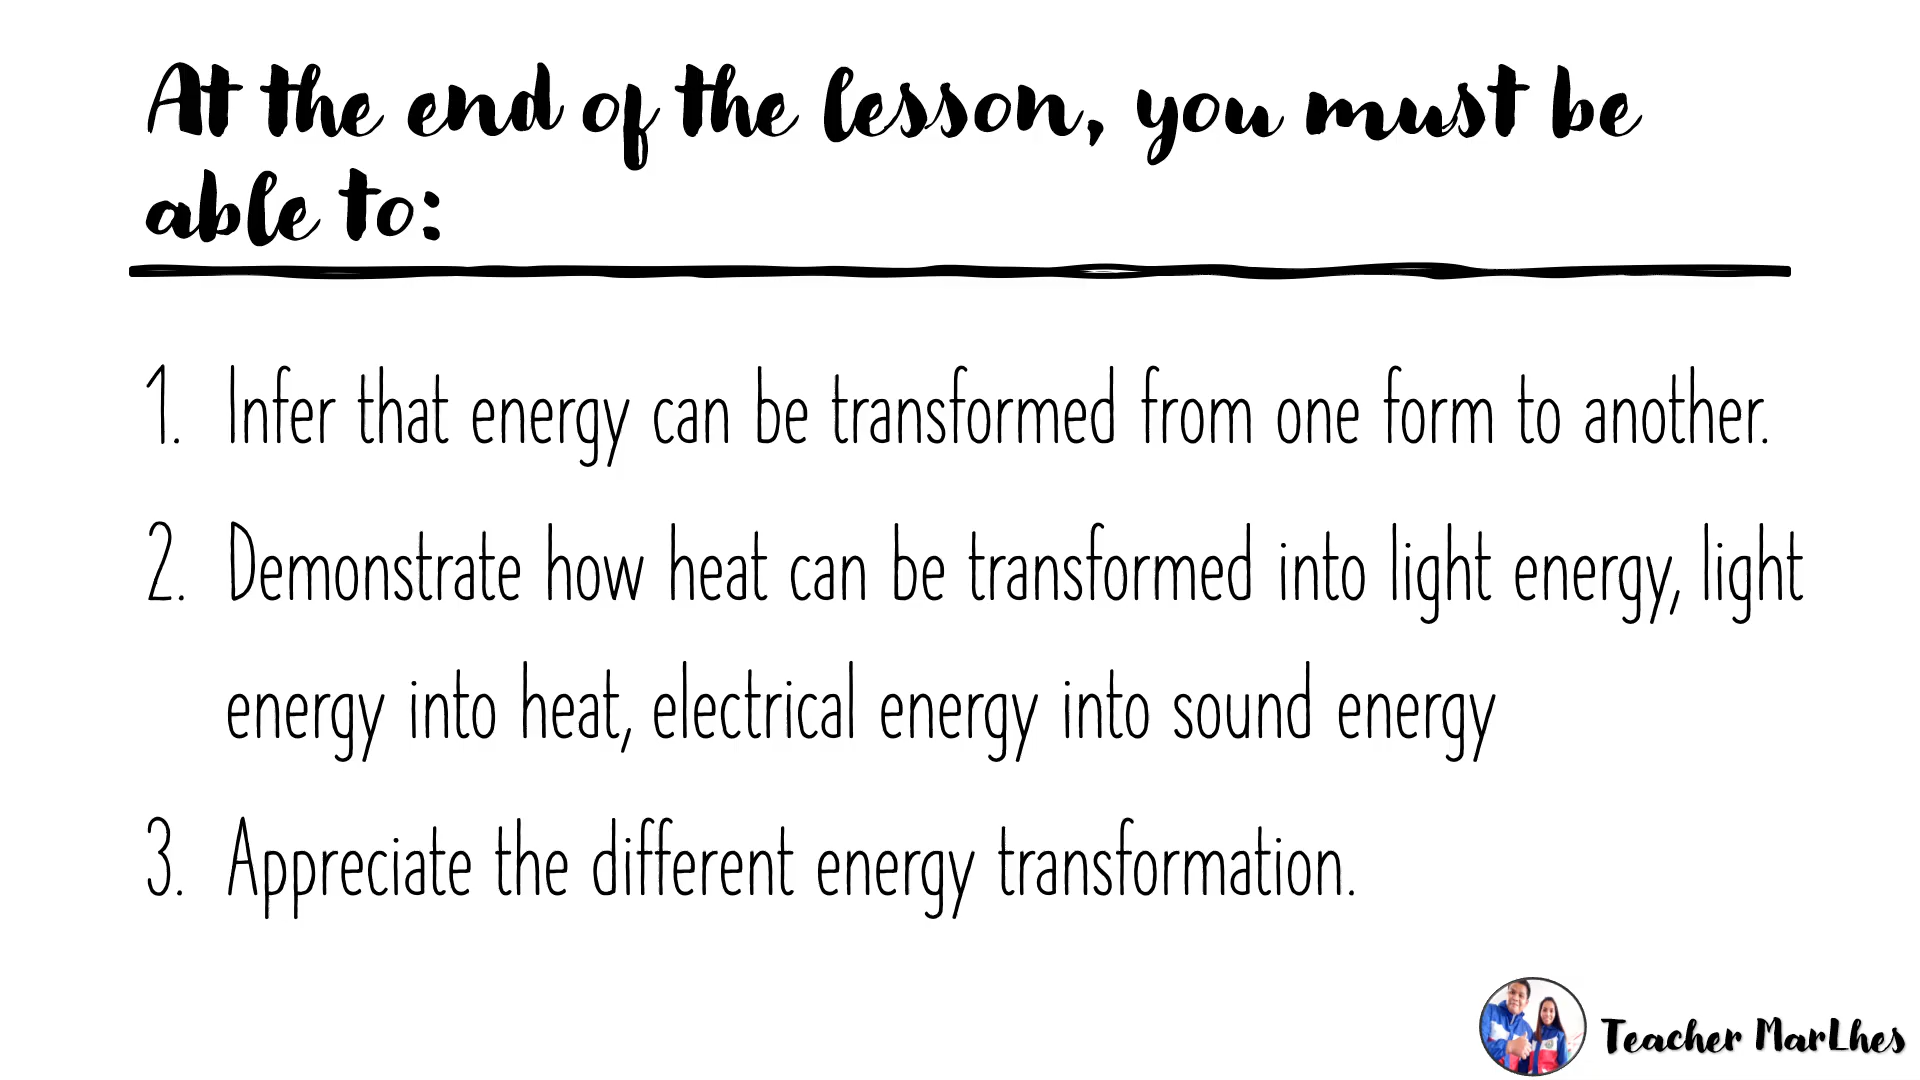 At the end of the lesson, you must be
able to:
1. Infer that energy can be transformed from one form to another.
2. Demonstrate how heat can be transformed into light energy, light
energy into heat, electrical energy into sound energy
3. Appreciate the different energy transformation.
Teacher MarLhes